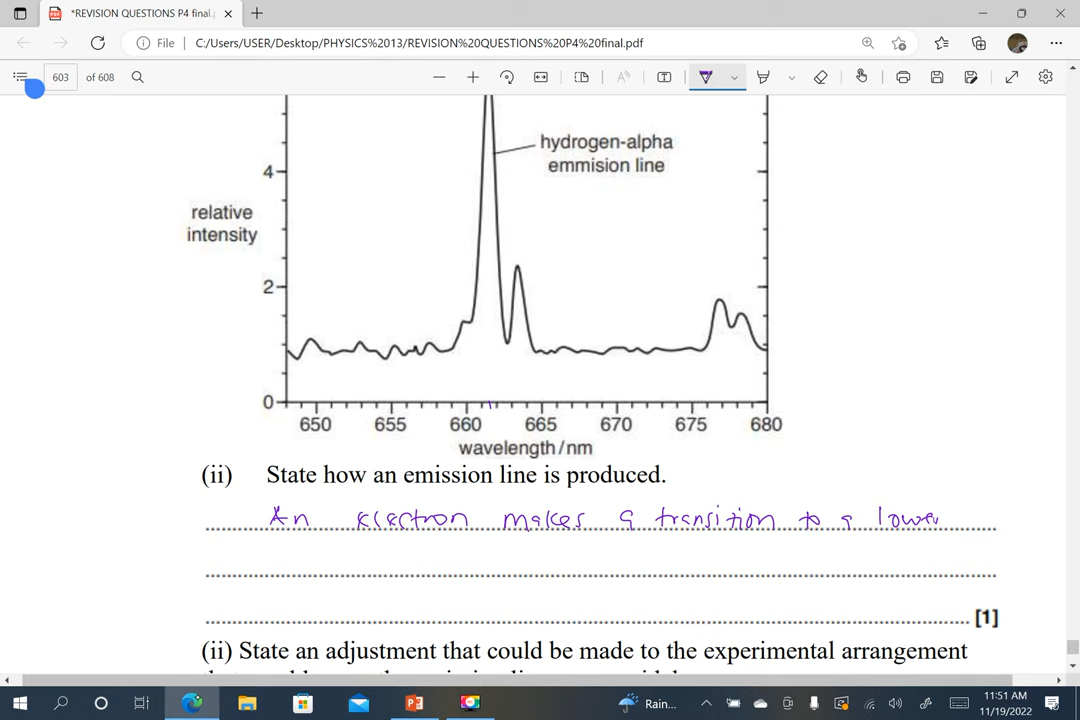 *REVISION QUESTIONS P4 final.
File C:/Users/USER/Desktop/PHYSICS%2013/REVISION%20QUESTIONS%20P4%20final.pdf
603 of 608
hydrogen-alpha
emmision line
4
relative
intensity
2
0
650 655 660 665 670 675 680
wavelength/nm
(ii) State how an emission line is produced.
An electron makes a transition to a lower
[1]
(ii) State an adjustment that could be made to the experimental arrangement
Rain...
11:51 AM
11/19/2022